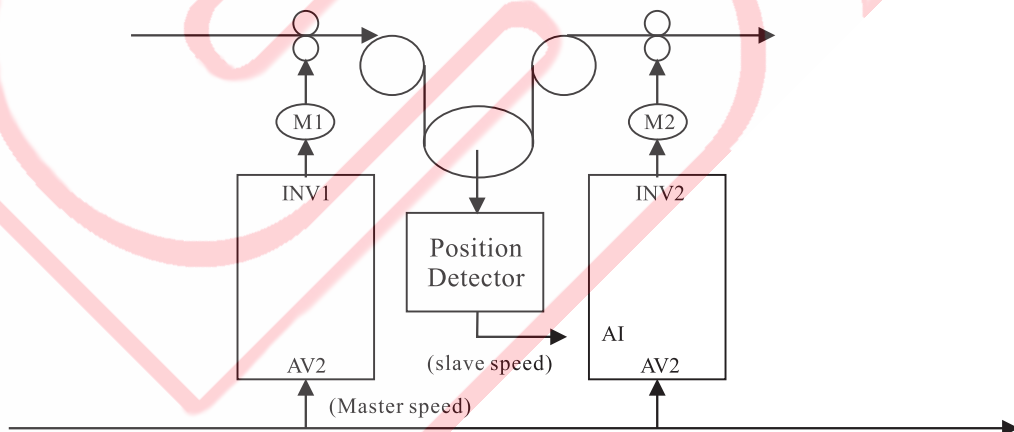 M1
M2
INV1
INV2
Position
Detector
AI
(slave speed)
AV2
AV2
(Master speed)